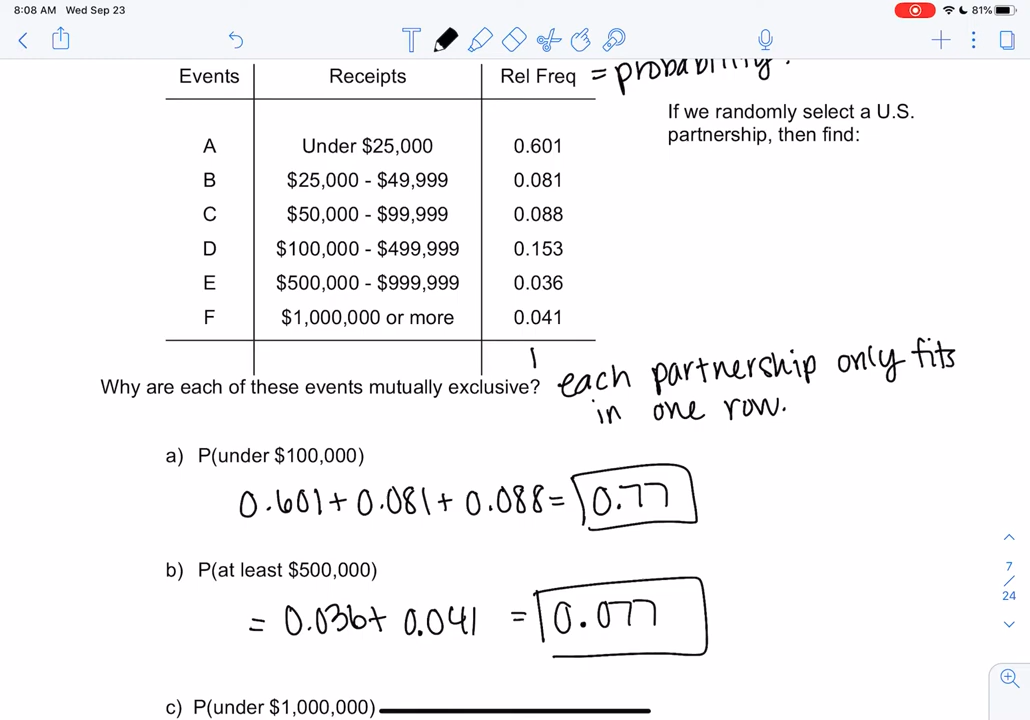 8:08 AM Wed Sep 23
81%
Events Receipts Rel Freq = probability.
If we randomly select a U.S.
partnership, then find:
A Under $25,000 0.601
B $25,000 - $49,999 0.081
C $50,000 - $99,999 0.088
D $100,000 - $499,999 0.153
E $500,000 - $999,999 0.036
F $1,000,000 or more 0.041
1
Why are each of these events mutually exclusive? each partnership only fits
in one row.
a) P(under $100,000)
0.601 + 0.081 + 0.088 = 0.77
b) P(at least $500,000)
= 0.036 + 0.041 = 0.077
7
/
24
c) P(under $1,000,000)